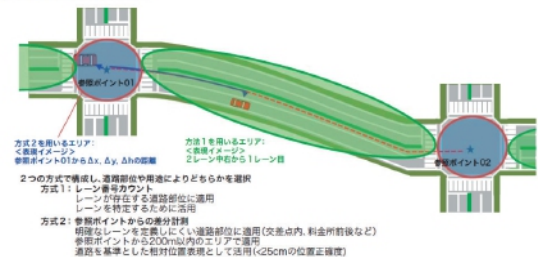 参照ポイント01
方式2を用いるエリア:
<表現イメージ>
参照ポイント01からΔx, Δy, Δhの距離
方法1を用いるエリア:
<表現イメージ>
2レーン中右から1レーン目
参照ポイント02
2つの方式で構成し、道路部位や用途によりどちらかを選択
方式1：レーン番号カウント
レーンが存在する道路部位に適用
レーンを特定するために活用
方式2：参照ポイントからの差分計測
明確なレーンを定義しにくい道路部位に適用(交差点内、料金所前後など)
参照ポイントから200m以内のエリアで適用
道路を基準とした相対位置表現として活用(<25cmの位置正確度)